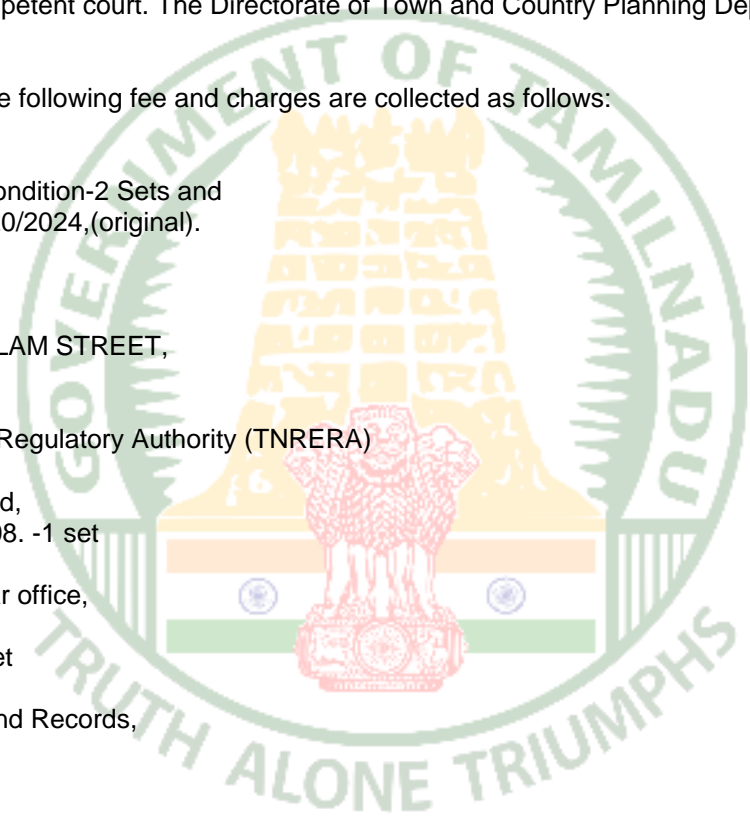 petent court. The Directorate of Town and Country Planning Dep
e following fee and charges are collected as follows:
ondition-2 Sets and
0/2024,(original).
LAM STREET,
Regulatory Authority (TNRERA)
d,
08. -1 set
r office,
et
nd Records,
GOVERNMENT OF TAMILNADU
TRUTH ALONE TRIUMPHS